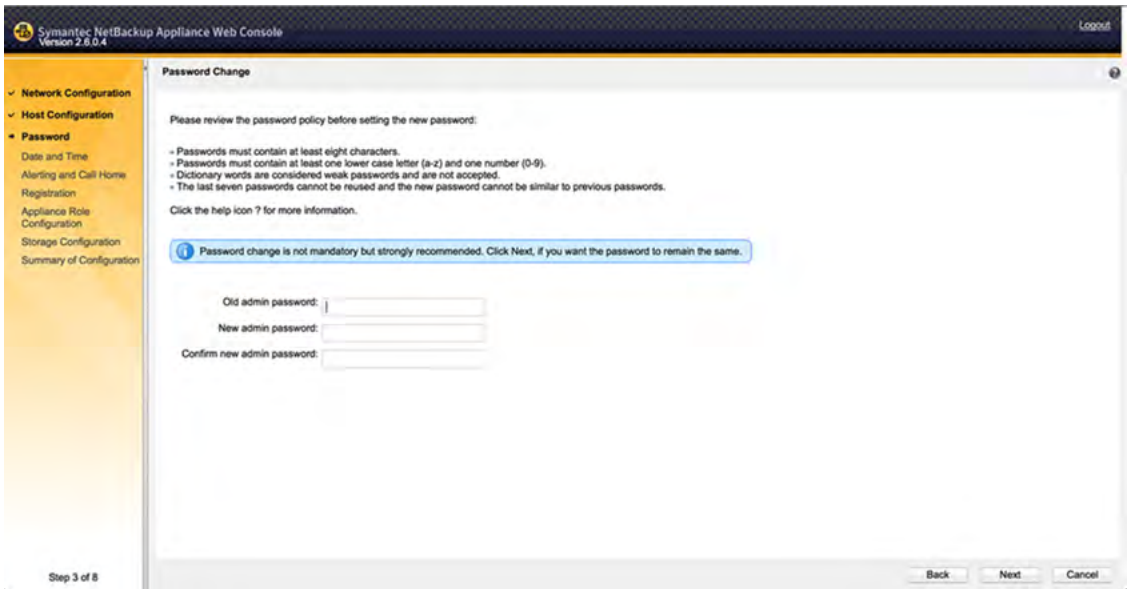 Symantec NetBackup Appliance Web Console
Version 2.6.0.4
Logout
Password Change
Network Configuration
Host Configuration
Password
Date and Time
Alerting and Call Home
Registration
Appliance Role
Configuration
Storage Configuration
Summary of Configuration
Please review the password policy before setting the new password:
Passwords must contain at least eight characters.
Passwords must contain at least one lower case letter (a-z) and one number (0-9).
Dictionary words are considered weak passwords and are not accepted.
The last seven passwords cannot be reused and the new password cannot be similar to previous passwords.
Click the help icon ? for more information.
Password change is not mandatory but strongly recommended. Click Next, if you want the password to remain the same.
Old admin password:
New admin password:
Confirm new admin password:
Step 3 of 8
Back
Next
Cancel